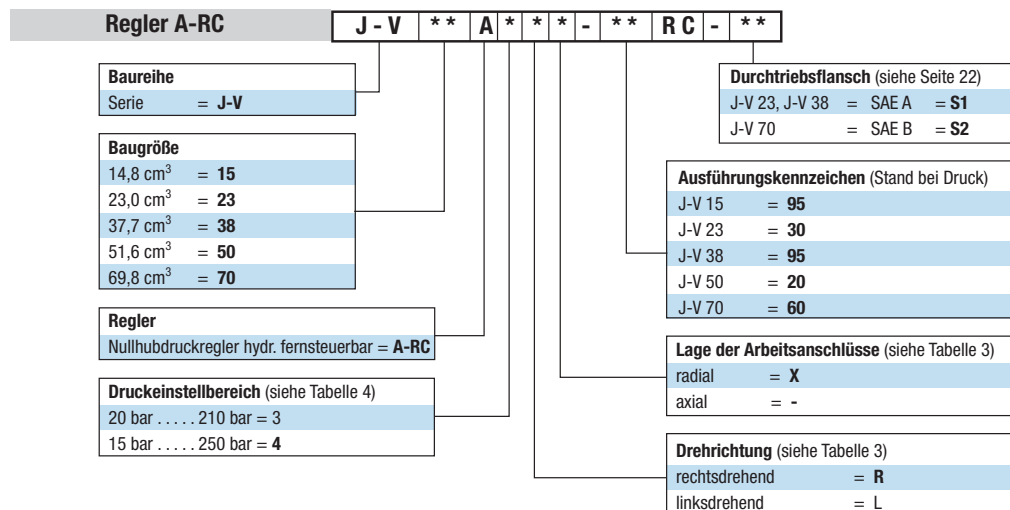 Regler A-RC
J - V * * A * * * - * * R C - * *
Baureihe
Serie = J-V
Baugröße
14,8 cm³ = 15
23,0 cm³ = 23
37,7 cm³ = 38
51,6 cm³ = 50
69,8 cm³ = 70
Regler
Nullhubdruckregler hydr. fernsteuerbar = A-RC
Druckeinstellbereich (siehe Tabelle 4)
20 bar . . . . . 210 bar = 3
15 bar . . . . . 250 bar = 4
Durchtriebsflansch (siehe Seite 22)
J-V 23, J-V 38 = SAE A = S1
J-V 70 = SAE B = S2
Ausführungskennzeichen (Stand bei Druck)
J-V 15 = 95
J-V 23 = 30
J-V 38 = 95
J-V 50 = 20
J-V 70 = 60
Lage der Arbeitsanschlüsse (siehe Tabelle 3)
radial = X
axial = -
Drehrichtung (siehe Tabelle 3)
rechtsdrehend = R
linksdrehend = L